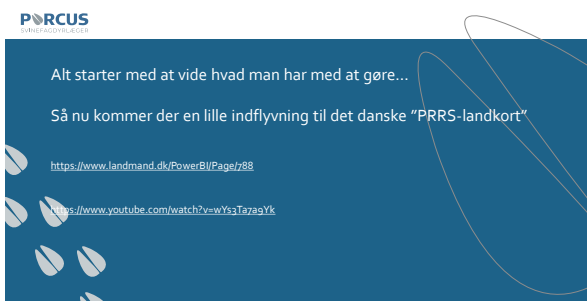 PORCUS
SVINEFAGDYRLÆGER
Alt starter med at vide hvad man har med at gøre...
Så nu kommer der en lille indflyvning til det danske "PRRS-landkort"
https://www.landmand.dk/PowerBI/Page/788
https://www.youtube.com/watch?v=wYs3Ta7a9Yk